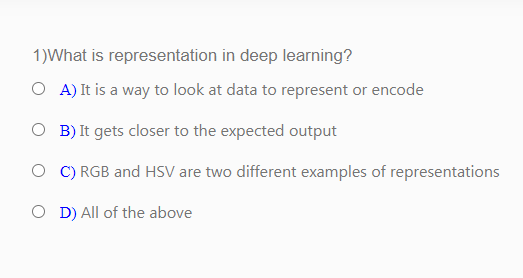 1)What is representation in deep learning?
A) It is a way to look at data to represent or encode
B) It gets closer to the expected output
C) RGB and HSV are two different examples of representations
D) All of the above